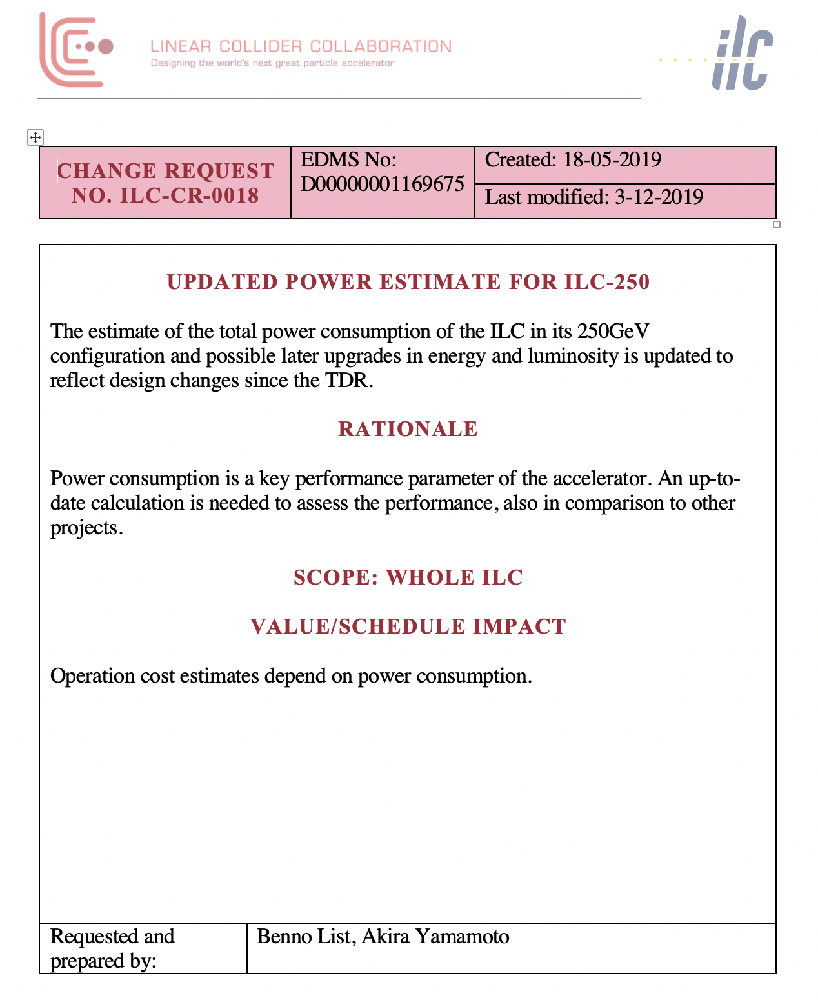 LINEAR COLLIDER COLLABORATION
Designing the world's next great particle accelerator
ilc
CHANGE REQUEST
NO. ILC-CR-0018
EDMS No:
D00000001169675
Created: 18-05-2019
Last modified: 3-12-2019
UPDATED POWER ESTIMATE FOR ILC-250
The estimate of the total power consumption of the ILC in its 250GeV
configuration and possible later upgrades in energy and luminosity is updated to
reflect design changes since the TDR.
RATIONALE
Power consumption is a key performance parameter of the accelerator. An up-to-
date calculation is needed to assess the performance, also in comparison to other
projects.
SCOPE: WHOLE ILC
VALUE/SCHEDULE IMPACT
Operation cost estimates depend on power consumption.
Requested and
prepared by:
Benno List, Akira Yamamoto